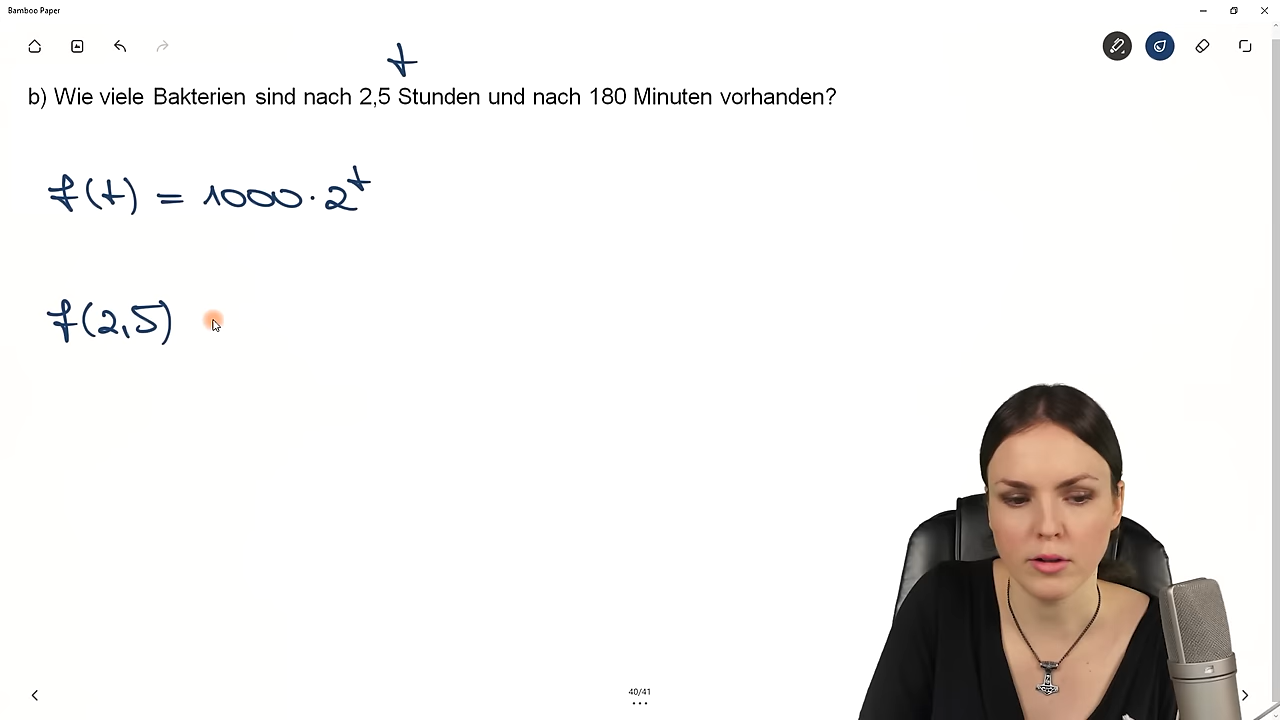 Bamboo Paper
t
b) Wie viele Bakterien sind nach 2,5 Stunden und nach 180 Minuten vorhanden?
f(t) = 1000 · 2^t
f(2,5)
40/41